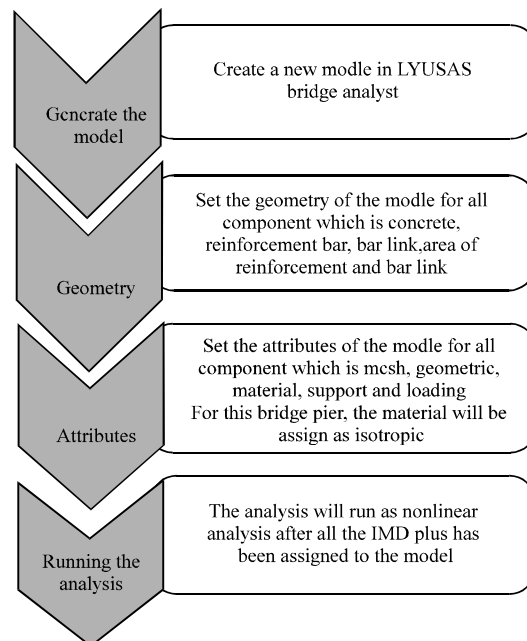 Generate the
model
Create a new modle in LYUSAS
bridge analyst
Geometry
Set the geometry of the modle for all
component which is concrete,
reinforcement bar, bar link,area of
reinforcement and bar link
Attributes
Set the attributes of the modle for all
component which is mcsh, geometric,
material, support and loading
For this bridge pier, the material will be
assign as isotropic
Running the
analysis
The analysis will run as nonlinear
analysis after all the IMD plus has
been assigned to the model